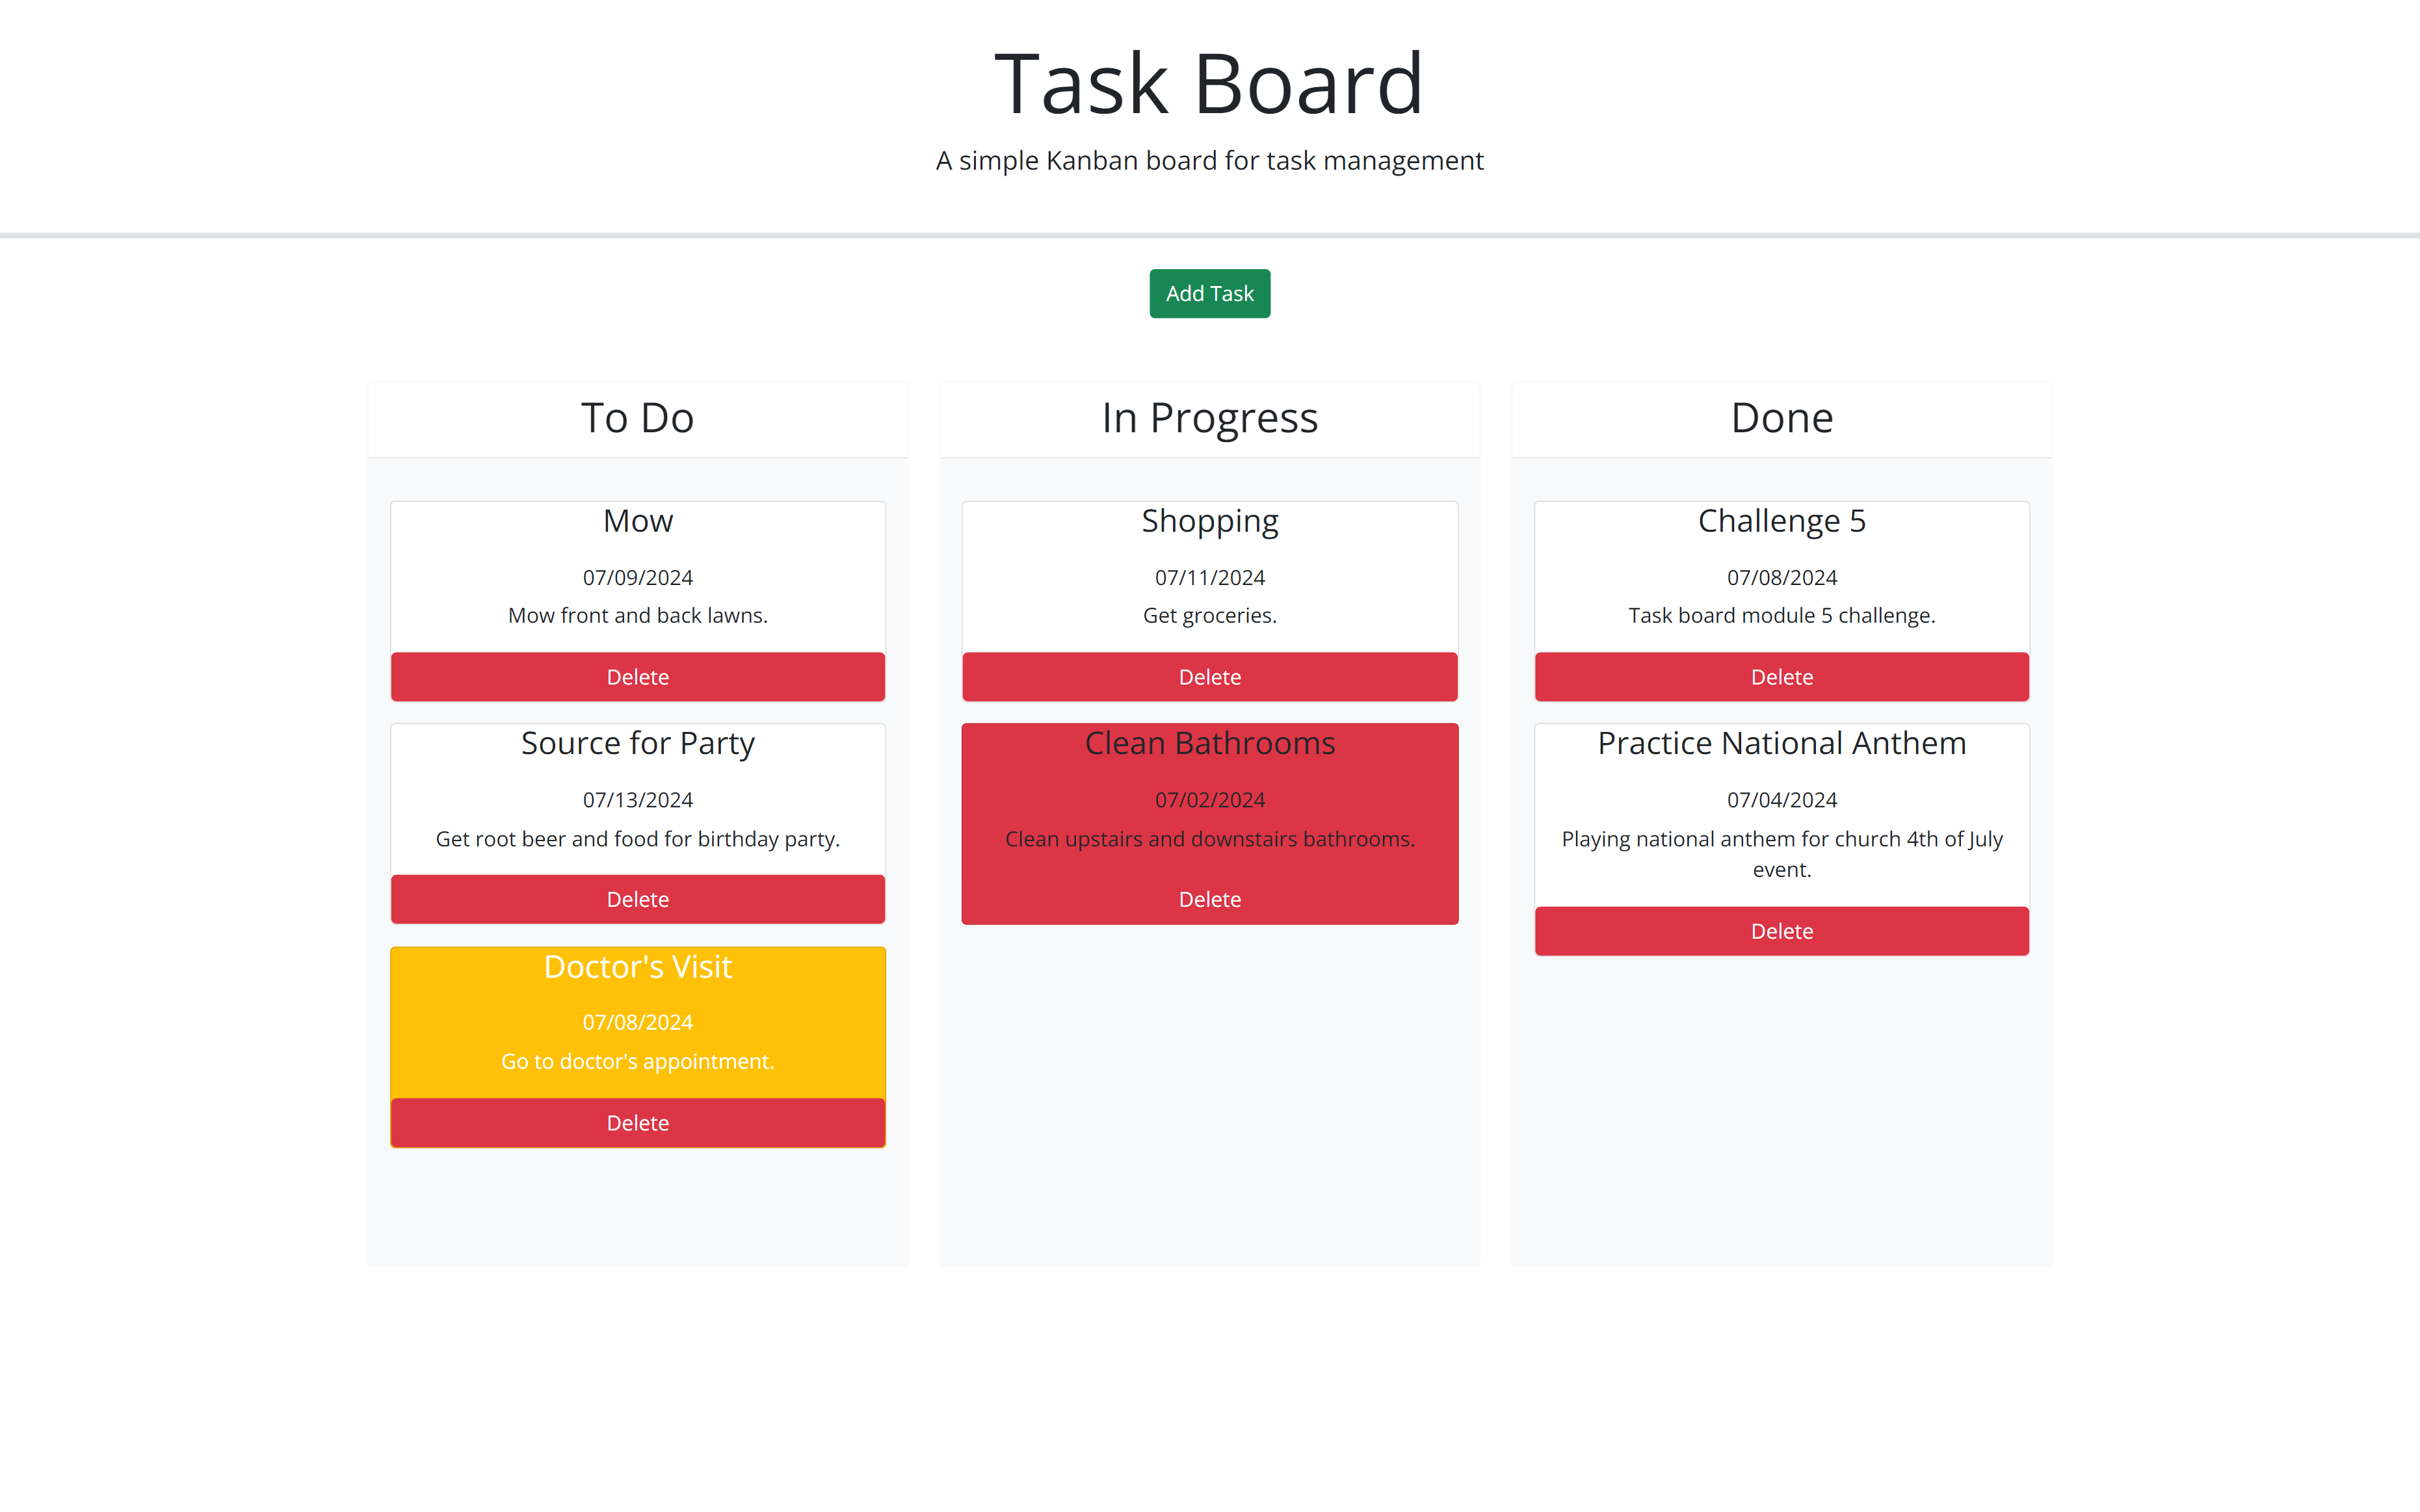 Task Board
A simple Kanban board for task management
Add Task
To Do
Mow
07/09/2024
Mow front and back lawns.
Delete
Source for Party
07/13/2024
Get root beer and food for birthday party.
Delete
Doctor's Visit
07/08/2024
Go to doctor's appointment.
Delete
In Progress
Shopping
07/11/2024
Get groceries.
Delete
Clean Bathrooms
07/02/2024
Clean upstairs and downstairs bathrooms.
Delete
Done
Challenge 5
07/08/2024
Task board module 5 challenge.
Delete
Practice National Anthem
07/04/2024
Playing national anthem for church 4th of July
event.
Delete